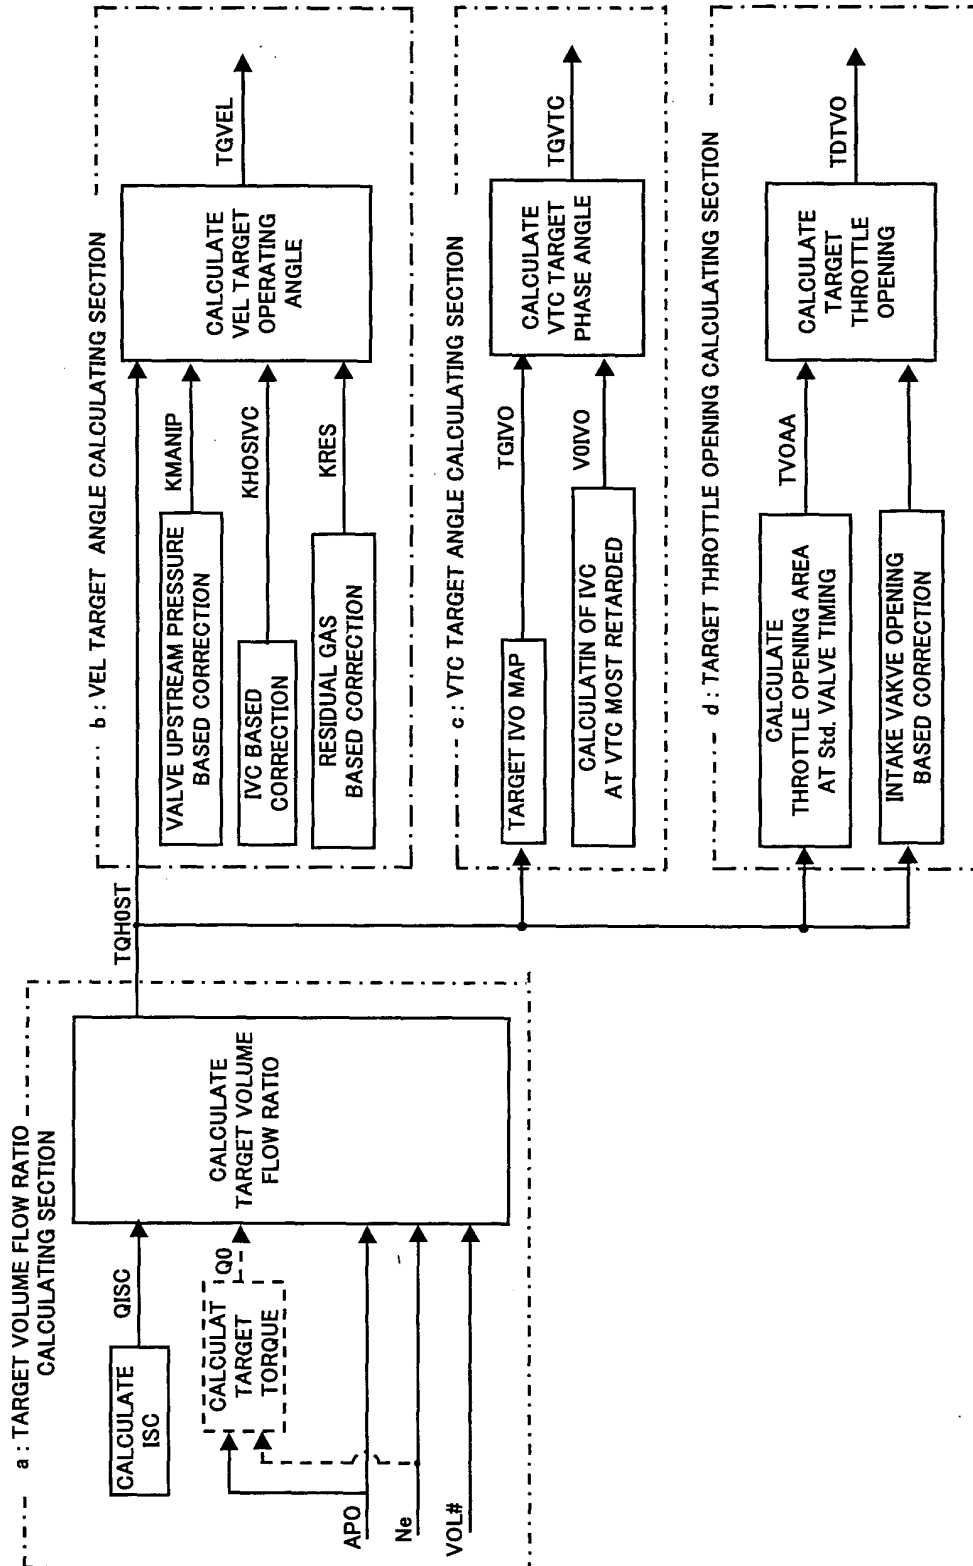 a : TARGET VOLUME FLOW RATIO
CALCULATING SECTION
CALCULATE
ISC
QISC
CALCULAT
TARGET
TORQUE
Q0
APO
Ne
VOL#
CALCULATE
TARGET VOLUME
FLOW RATIO
TQH0ST
b : VEL TARGET ANGLE CALCULATING SECTION
VALVE UPSTREAM PRESSURE
BASED CORRECTION
KMANIP
IVC BASED
CORRECTION
KHOSIVC
RESIDUAL GAS
BASED CORRECTION
KRES
CALCULATE
VEL TARGET
OPERATING
ANGLE
TGVEL
c : VTC TARGET ANGLE CALCULATING SECTION
TARGET IVO MAP
TGIVO
CALCULATIN OF IVC
AT VTC MOST RETARDED
V0IVO
CALCULATE
VTC TARGET
PHASE ANGLE
TGVTC
d : TARGET THROTTLE OPENING CALCULATING SECTION
CALCULATE
THROTTLE OPENING AREA
AT Std. VALVE TIMING
TVOAA
INTAKE VAKVE OPENING
BASED CORRECTION
CALCULATE
TARGET
THROTTLE
OPENING
TDTVO